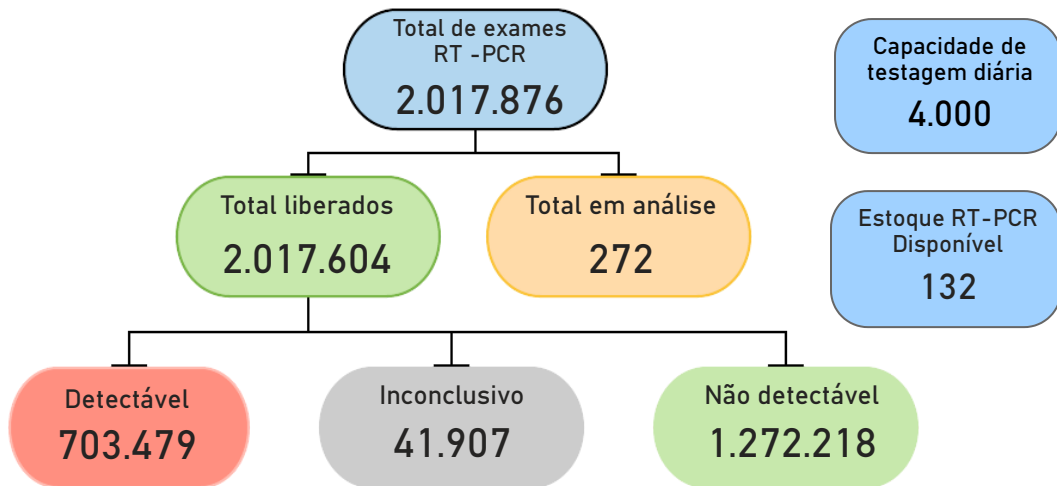 Total de exames
RT -PCR
2.017.876
Capacidade de
testagem diária
4.000
Total liberados
2.017.604
Total em análise
272
Estoque RT-PCR
Disponível
132
Detectável
703.479
Inconclusivo
41.907
Não detectável
1.272.218